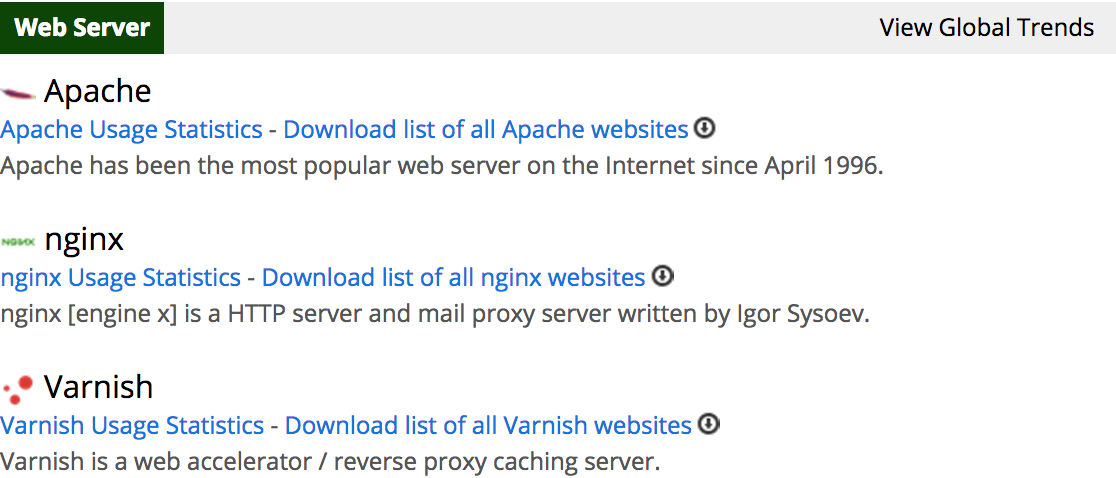 Web Server
View Global Trends
Apache
Apache Usage Statistics - Download list of all Apache websites
Apache has been the most popular web server on the Internet since April 1996.
NGINX nginx
nginx Usage Statistics - Download list of all nginx websites
nginx [engine x] is a HTTP server and mail proxy server written by Igor Sysoev.
Varnish
Varnish Usage Statistics - Download list of all Varnish websites
Varnish is a web accelerator / reverse proxy caching server.